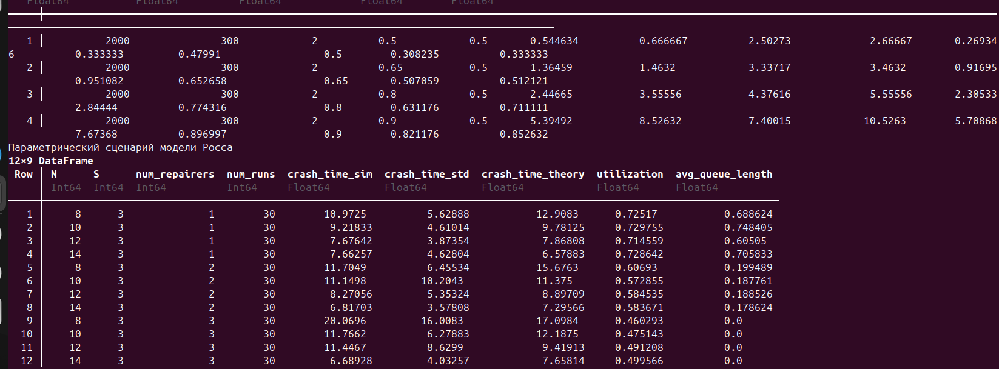 Float64 Float64 Float64 Float64 Float64
1 2000 300 2 0.5 0.5 0.544634 0.666667 2.50273 2.66667 0.26934
6 0.333333 0.47991 0.5 0.308235 0.333333
2 2000 300 2 0.65 0.5 1.36459 1.4632 3.33717 3.4632 0.91695
0.951082 0.652658 0.65 0.507059 0.512121
3 2000 300 2 0.8 0.5 2.44665 3.55556 4.37616 5.55556 2.30533
2.84444 0.774316 0.8 0.631176 0.711111
4 2000 300 2 0.9 0.5 5.39492 8.52632 7.40015 10.5263 5.70868
7.67368 0.896997 0.9 0.821176 0.852632
Параметрический сценарий модели Росса
12×9 DataFrame
Row N S num_repairers num_runs crash_time_sim crash_time_std crash_time_theory utilization avg_queue_length
Int64 Int64 Int64 Int64 Float64 Float64 Float64 Float64 Float64
1 8 3 1 30 10.9725 5.62888 12.9083 0.72517 0.688624
2 10 3 1 30 9.21833 4.61014 9.78125 0.729755 0.748405
3 12 3 1 30 7.67642 3.87354 7.86808 0.714559 0.60505
4 14 3 1 30 7.66257 4.62804 6.57883 0.728642 0.705833
5 8 3 2 30 11.7049 6.45534 15.6763 0.60693 0.199489
6 10 3 2 30 11.1498 10.2043 11.375 0.572855 0.187761
7 12 3 2 30 8.27056 5.35324 8.89709 0.584535 0.188526
8 14 3 2 30 6.81703 3.57808 7.29566 0.583671 0.178624
9 8 3 3 30 20.0696 16.0083 17.0984 0.460293 0.0
10 10 3 3 30 11.7662 6.27883 12.1875 0.475143 0.0
11 12 3 3 30 11.4467 8.6299 9.41913 0.491208 0.0
12 14 3 3 30 6.68928 4.03257 7.65814 0.499566 0.0